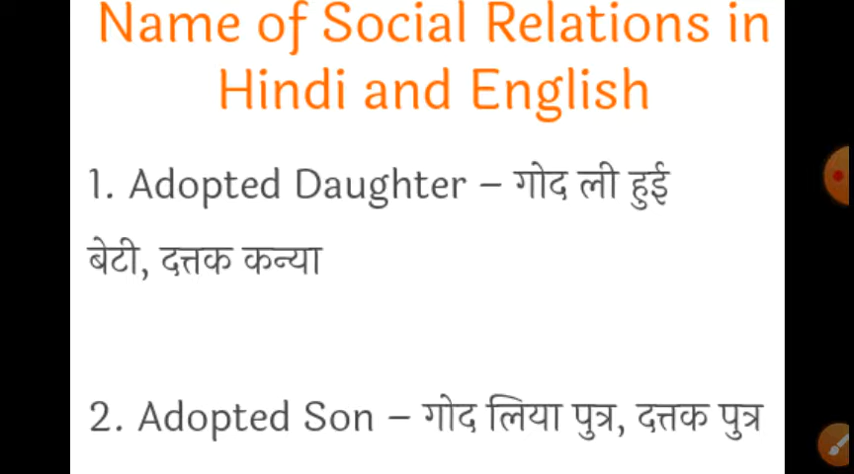 Name of Social Relations in
Hindi and English
1. Adopted Daughter – गोद ली हुई
बेटी, दत्तक कन्या
2. Adopted Son – गोद लिया पुत्र, दत्तक पुत्र